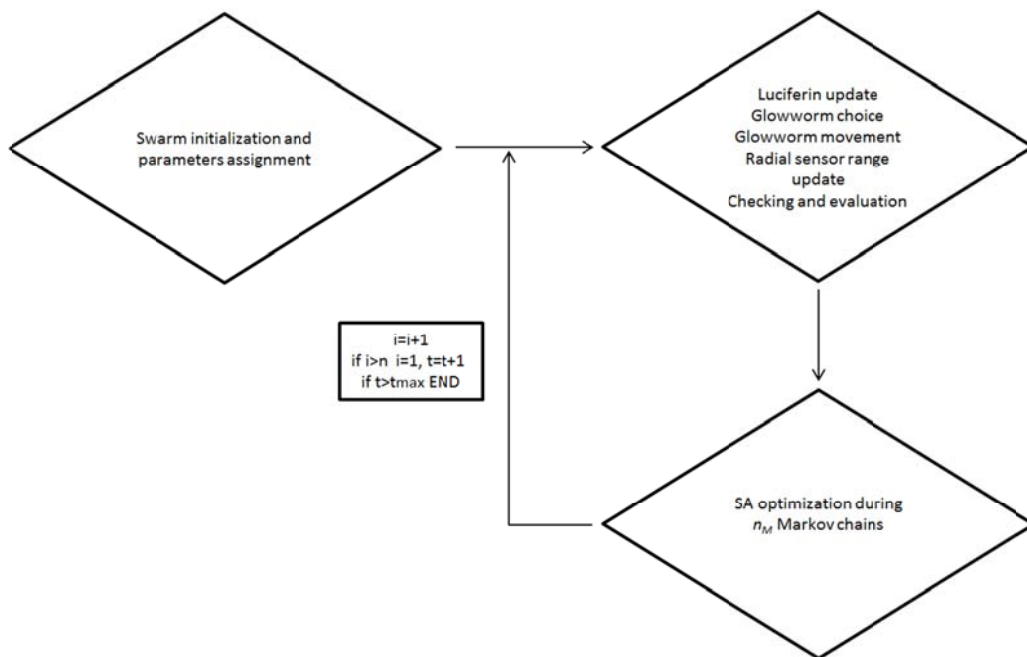 Swarm initialization and
parameters assignment
Luciferin update
Glowworm choice
Glowworm movement
Radial sensor range
update
Checking and evaluation
i=i+1
if i>n i=1, t=t+1
if t>tmax END
SA optimization during
n_M Markov chains